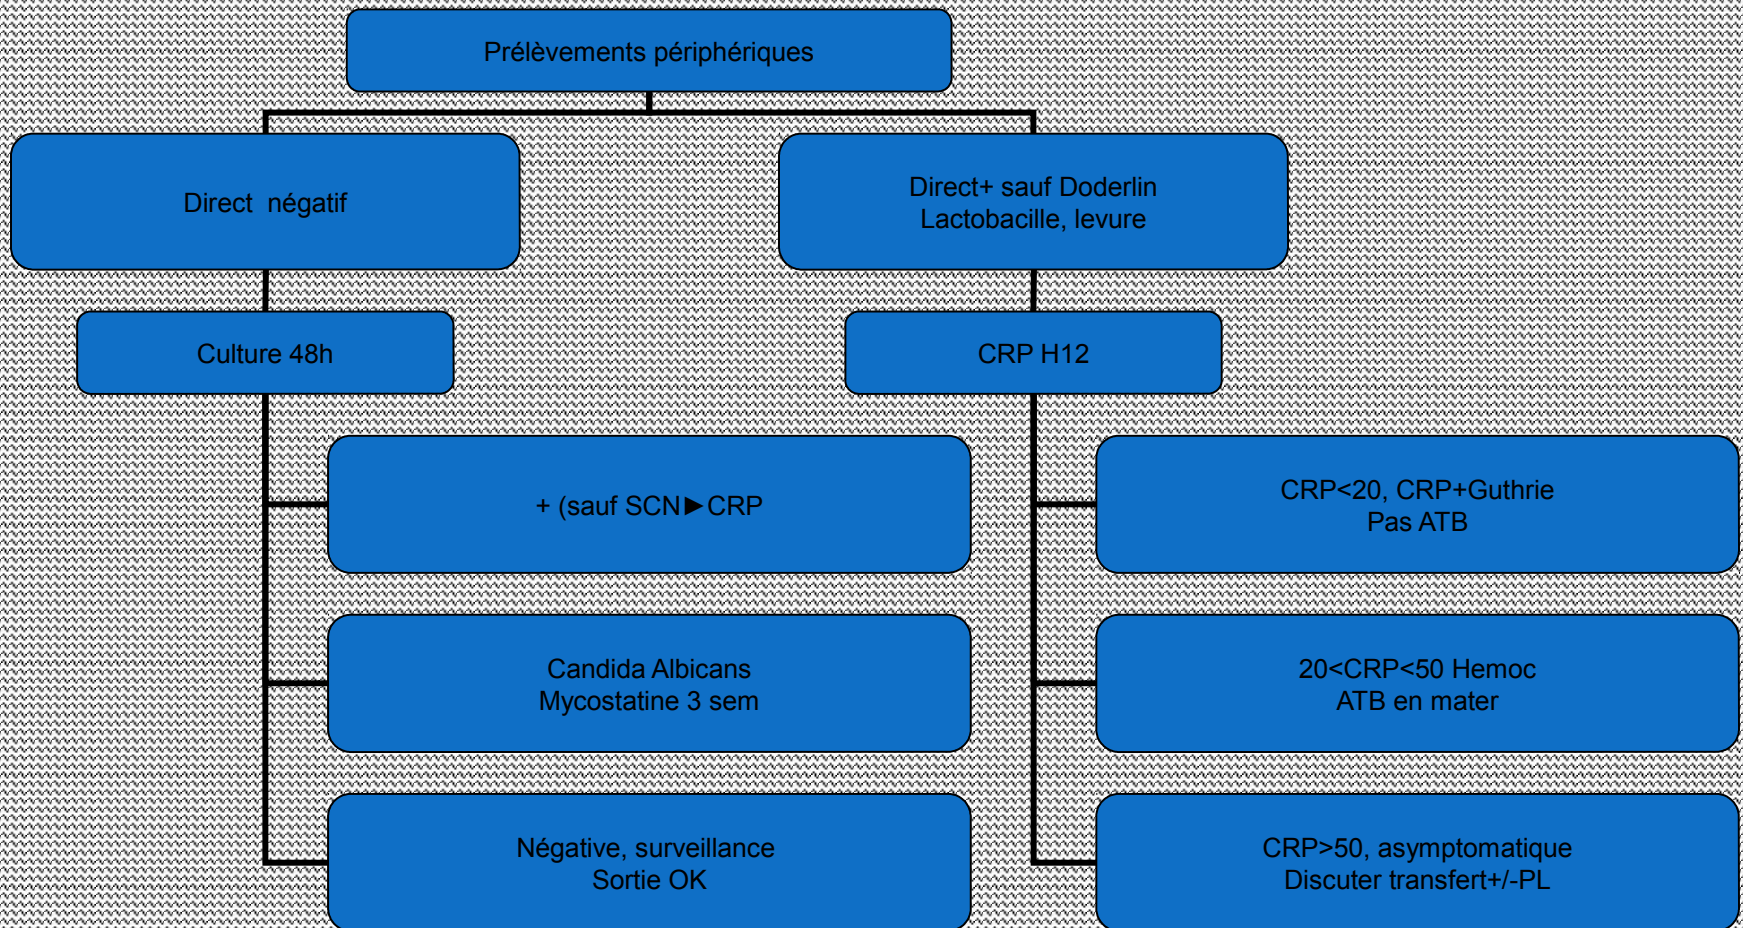 Prélèvements périphériques
Direct négatif
Direct+ sauf Doderlin
Lactobacille, levure
Culture 48h
CRP H12
+ (sauf SCN►CRP
CRP<20, CRP+Guthrie
Pas ATB
Candida Albicans
Mycostatine 3 sem
20<CRP<50 Hemoc
ATB en mater
Négative, surveillance
Sortie OK
CRP>50, asymptomatique
Discuter transfert+/-PL